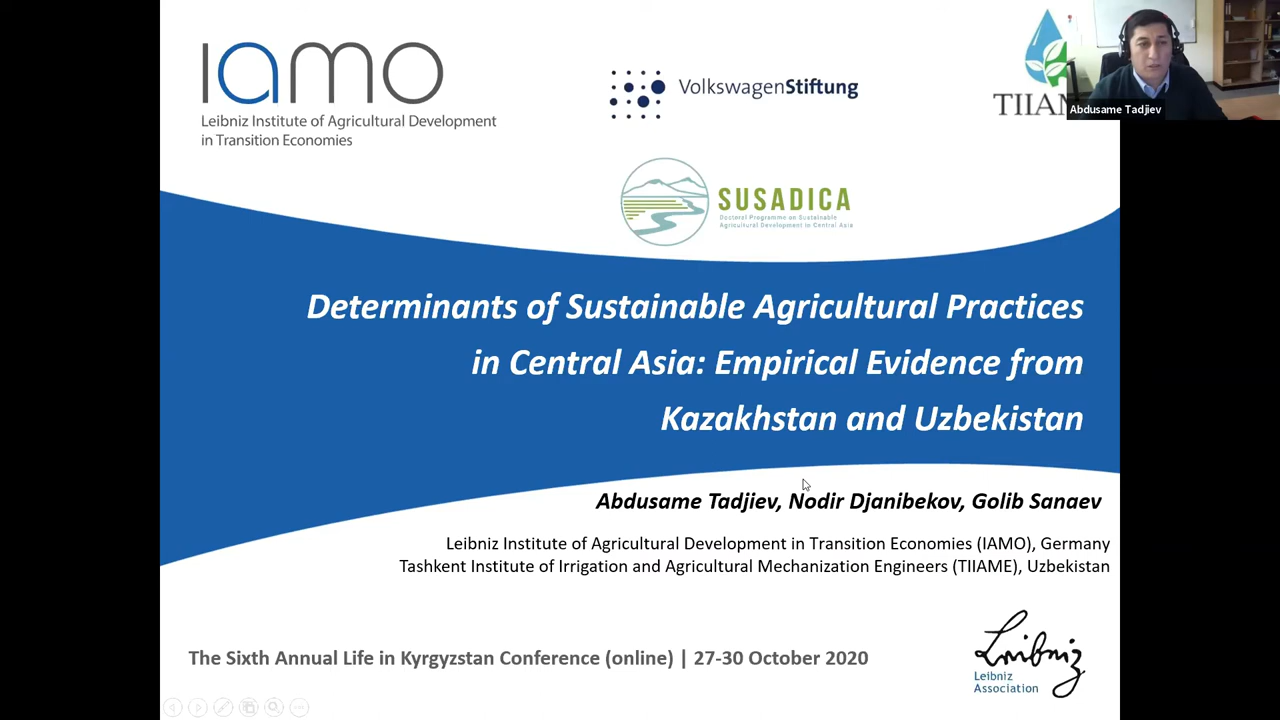 iamo
Leibniz Institute of Agricultural Development
in Transition Economies
VolkswagenStiftung
TIIAM
Abdusame Tadjiev
SUSADICA
Doctoral Programme on Sustainable
Agricultural Development in Central Asia
Determinants of Sustainable Agricultural Practices
in Central Asia: Empirical Evidence from
Kazakhstan and Uzbekistan
Abdusame Tadjiev, Nodir Djanibekov, Golib Sanaev
Leibniz Institute of Agricultural Development in Transition Economies (IAMO), Germany
Tashkent Institute of Irrigation and Agricultural Mechanization Engineers (TIIAME), Uzbekistan
The Sixth Annual Life in Kyrgyzstan Conference (online) | 27-30 October 2020
Leibniz
Leibniz
Association